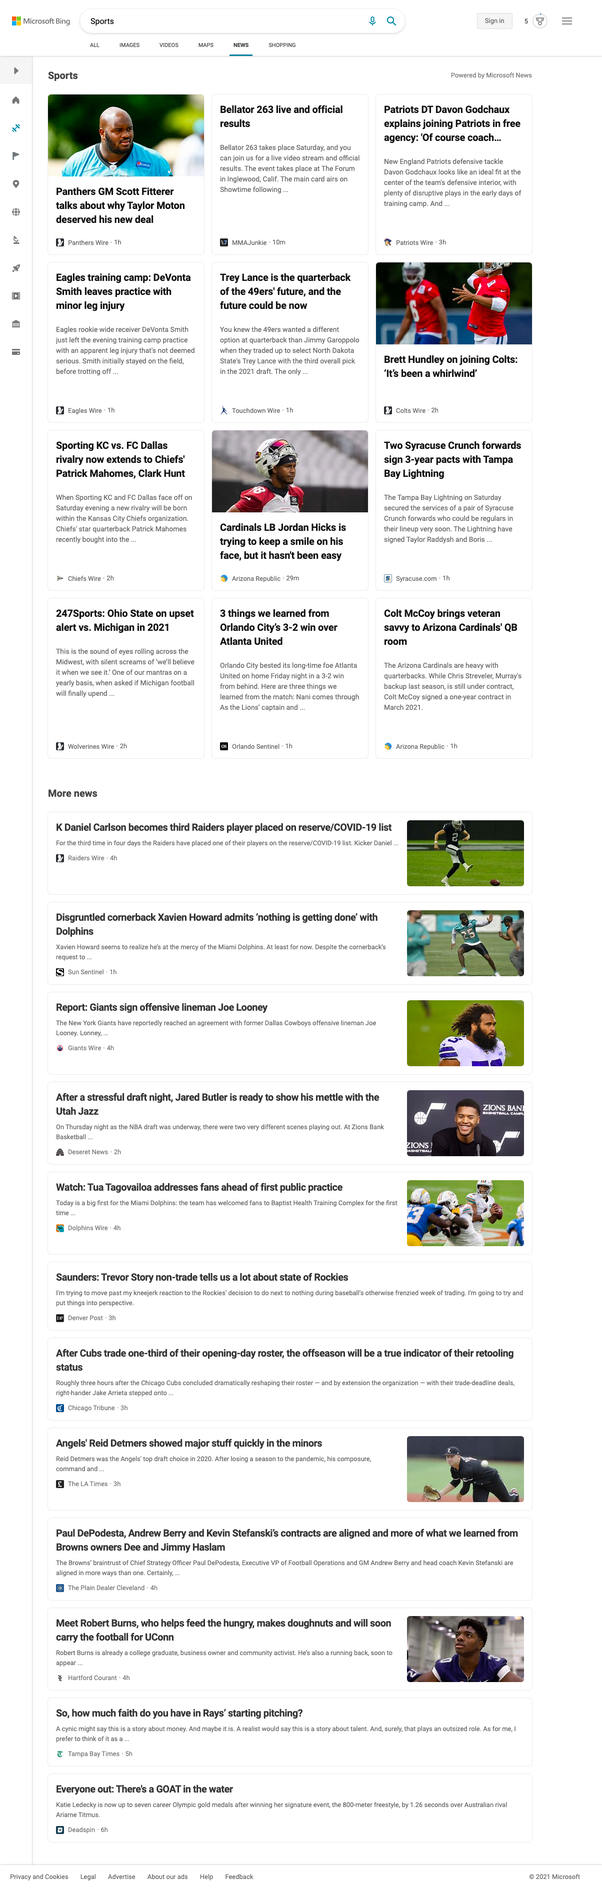 Microsoft Bing
Sports
Sign in
5
ALL IMAGES VIDEOS MAPS NEWS SHOPPING
Sports
Powered by Microsoft News
Panthers GM Scott Fitterer
talks about why Taylor Moton
deserved his new deal
Panthers Wire · 1h
Bellator 263 live and official
results
Bellator 263 takes place Saturday, and you
can join us for a live video stream and official
results. The event takes place at The Forum
in Inglewood, Calif. The main card airs on
Showtime following ...
MMAJunkie · 10m
Patriots DT Davon Godchaux
explains joining Patriots in free
agency: 'Of course coach...
New England Patriots defensive tackle
Davon Godchaux looks like an ideal fit at the
center of the team's defensive interior, with
plenty of disruptive plays in the early days of
training camp. And ...
Patriots Wire · 3h
Eagles training camp: DeVonta
Smith leaves practice with
minor leg injury
Eagles rookie wide receiver DeVonta Smith
just left the evening training camp practice
with an apparent leg injury that's not deemed
serious. Smith initially stayed on the field,
before trotting off ...
Eagles Wire · 1h
Trey Lance is the quarterback
of the 49ers' future, and the
future could be now
You knew the 49ers wanted a different
option at quarterback than Jimmy Garoppolo
when they traded up to select North Dakota
State's Trey Lance with the third overall pick
in the 2021 draft. The only ...
Touchdown Wire · 1h
Brett Hundley on joining Colts:
'It's been a whirlwind'
Colts Wire · 2h
Sporting KC vs. FC Dallas
rivalry now extends to Chiefs'
Patrick Mahomes, Clark Hunt
When Sporting KC and FC Dallas face off on
Saturday evening a new rivalry will be born
within the Kansas City Chiefs organization.
Chiefs' star quarterback Patrick Mahomes
recently bought into the ...
Chiefs Wire · 2h
Cardinals LB Jordan Hicks is
trying to keep a smile on his
face, but it hasn't been easy
Arizona Republic · 29m
Two Syracuse Crunch forwards
sign 3-year pacts with Tampa
Bay Lightning
The Tampa Bay Lightning on Saturday
secured the services of a pair of Syracuse
Crunch forwards who could be regulars in
their lineup very soon. The Lightning have
signed Taylor Raddysh and Boris ...
Syracuse.com · 1h
247Sports: Ohio State on upset
alert vs. Michigan in 2021
This is the sound of eyes rolling across the
Midwest, with silent screams of 'we'll believe
it when we see it.' One of our mantras on a
yearly basis, when asked if Michigan football
will finally upend ...
Wolverines Wire · 2h
3 things we learned from
Orlando City's 3-2 win over
Atlanta United
Orlando City bested its long-time foe Atlanta
United on home Friday night in a 3-2 win
from behind. Here are three things we
learned from the match: Nani comes through
As the Lions' captain and ...
Orlando Sentinel · 1h
Colt McCoy brings veteran
savvy to Arizona Cardinals' QB
room
The Arizona Cardinals are heavy with
quarterbacks. While Chris Streveler, Murray's
backup last season, is still under contract,
Colt McCoy signed a one-year contract in
March 2021.
Arizona Republic · 1h
More news
K Daniel Carlson becomes third Raiders player placed on reserve/COVID-19 list
For the third time in four days the Raiders have placed one of their players on the reserve/COVID-19 list. Kicker Daniel ...
Raiders Wire · 4h
Disgruntled cornerback Xavien Howard admits 'nothing is getting done' with
Dolphins
Xavien Howard seems to realize he's at the mercy of the Miami Dolphins. At least for now. Despite the cornerback's
request to ...
Sun Sentinel · 1h
Report: Giants sign offensive lineman Joe Looney
The New York Giants have reportedly reached an agreement with former Dallas Cowboys offensive lineman Joe
Looney. Lonney, ...
Giants Wire · 4h
After a stressful draft night, Jared Butler is ready to show his mettle with the
Utah Jazz
On Thursday night as the NBA draft was underway, there were two very different scenes playing out. At Zions Bank
Basketball ...
Deseret News · 2h
ZIONS BANK
Watch: Tua Tagovailoa addresses fans ahead of first public practice
Today is a big first for the Miami Dolphins: the team has welcomed fans to Baptist Health Training Complex for the first
time ...
Dolphins Wire · 4h
Saunders: Trevor Story non-trade tells us a lot about state of Rockies
I'm trying to move past my kneejerk reaction to the Rockies' decision to do next to nothing during baseball's otherwise frenzied week of trading. I'm going to try and
put things into perspective.
Denver Post · 3h
After Cubs trade one-third of their opening-day roster, the offseason will be a true indicator of their retooling
status
Roughly three hours after the Chicago Cubs concluded dramatically reshaping their roster — and by extension the organization — with their trade-deadline deals,
right-hander Jake Arrieta stepped onto ...
Chicago Tribune · 3h
Angels' Reid Detmers showed major stuff quickly in the minors
Reid Detmers was the Angels' top draft choice in 2020. After losing a season to the pandemic, his composure,
command and ...
The LA Times · 3h
Paul DePodesta, Andrew Berry and Kevin Stefanski's contracts are aligned and more of what we learned from
Browns owners Dee and Jimmy Haslam
The Browns' braintrust of Chief Strategy Officer Paul DePodesta, Executive VP of Football Operations and GM Andrew Berry and head coach Kevin Stefanski are
aligned in more ways than one. Certainly, ...
The Plain Dealer Cleveland · 4h
Meet Robert Burns, who helps feed the hungry, makes doughnuts and will soon
carry the football for UConn
Robert Burns is already a college graduate, business owner and community activist. He's also a running back, soon to
appear ...
Hartford Courant · 4h
So, how much faith do you have in Rays' starting pitching?
A cynic might say this is a story about money. And maybe it is. A realist would say this is a story about talent. And, surely, that plays an outsized role. As for me, I
prefer to think of it as a ...
Tampa Bay Times · 5h
Everyone out: There's a GOAT in the water
Katie Ledecky is now up to seven career Olympic gold medals after winning her signature event, the 800-meter freestyle, by 1.26 seconds over Australian rival
Ariarne Titmus.
Deadspin · 6h
Privacy and Cookies Legal Advertise About our ads Help Feedback
© 2021 Microsoft